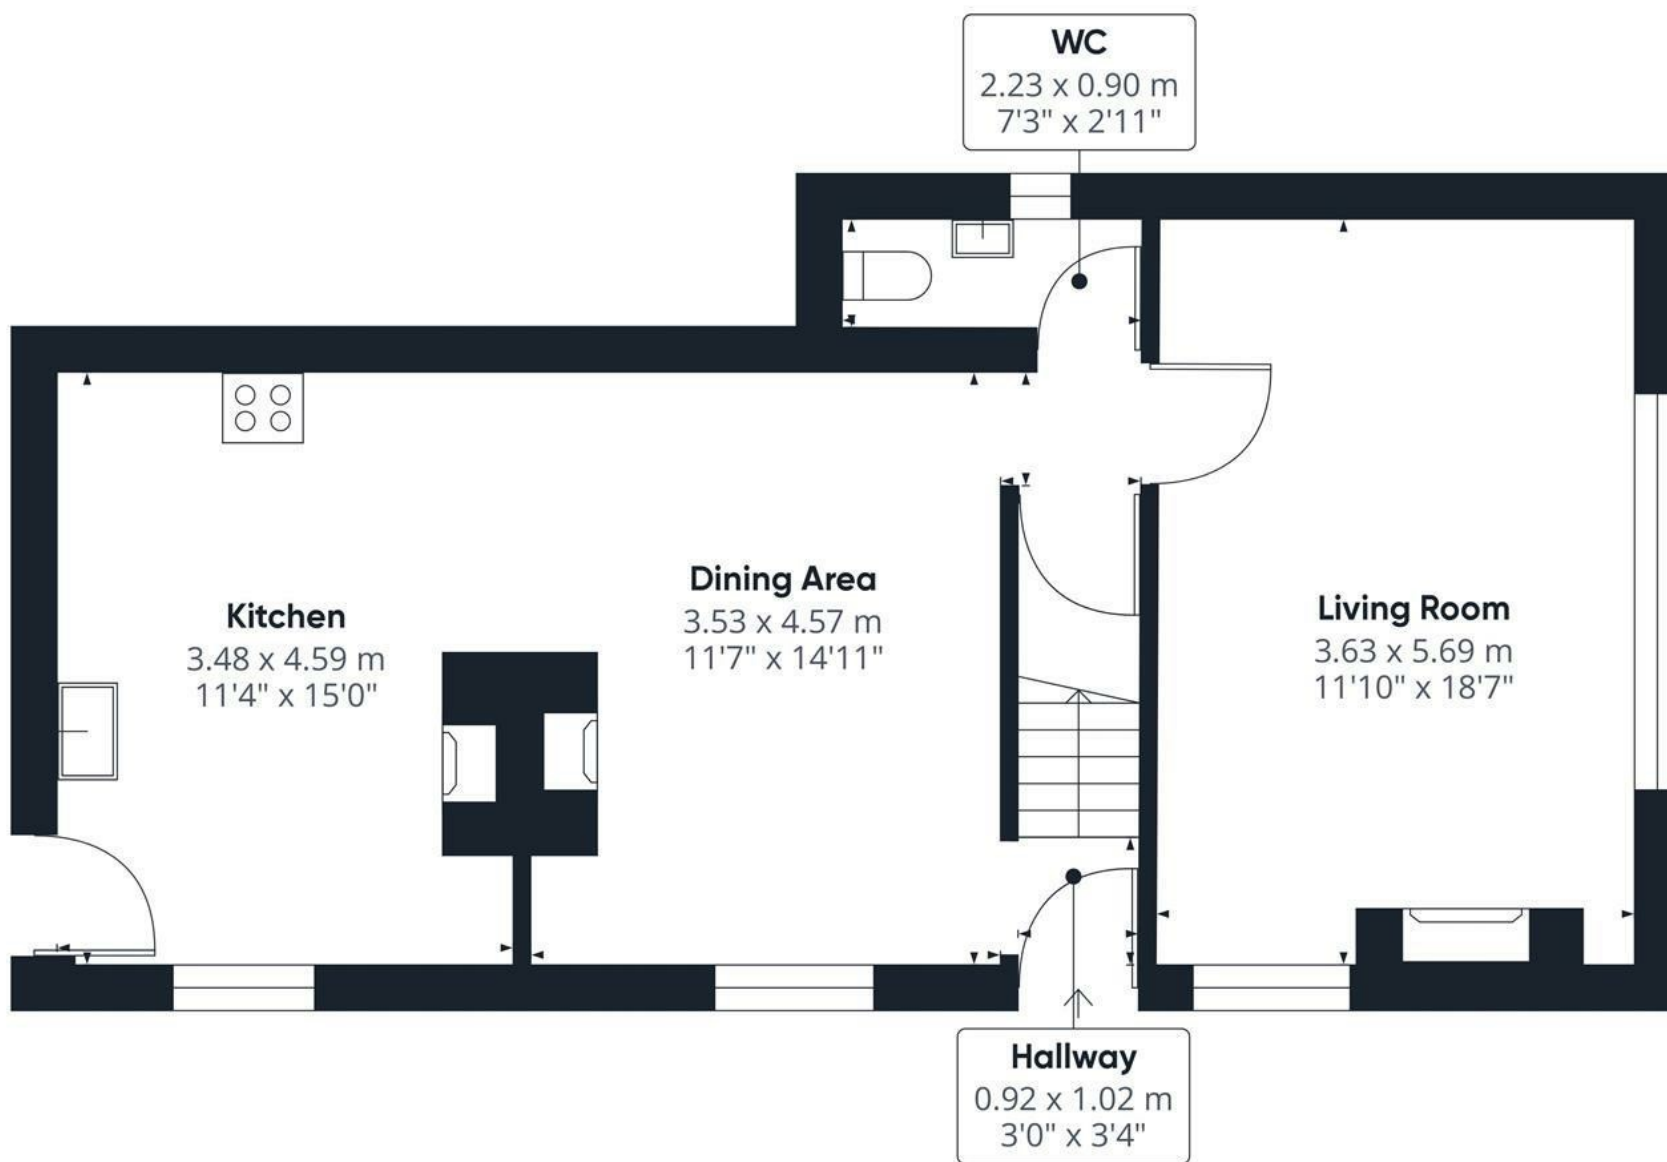 WC
2.23 x 0.90 m
7'3" x 2'11"
Dining Area
3.53 x 4.57 m
11'7" x 14'11"
Kitchen
3.48 x 4.59 m
11'4" x 15'0"
Living Room
3.63 x 5.69 m
11'10" x 18'7"
Hallway
0.92 x 1.02 m
3'0" x 3'4"